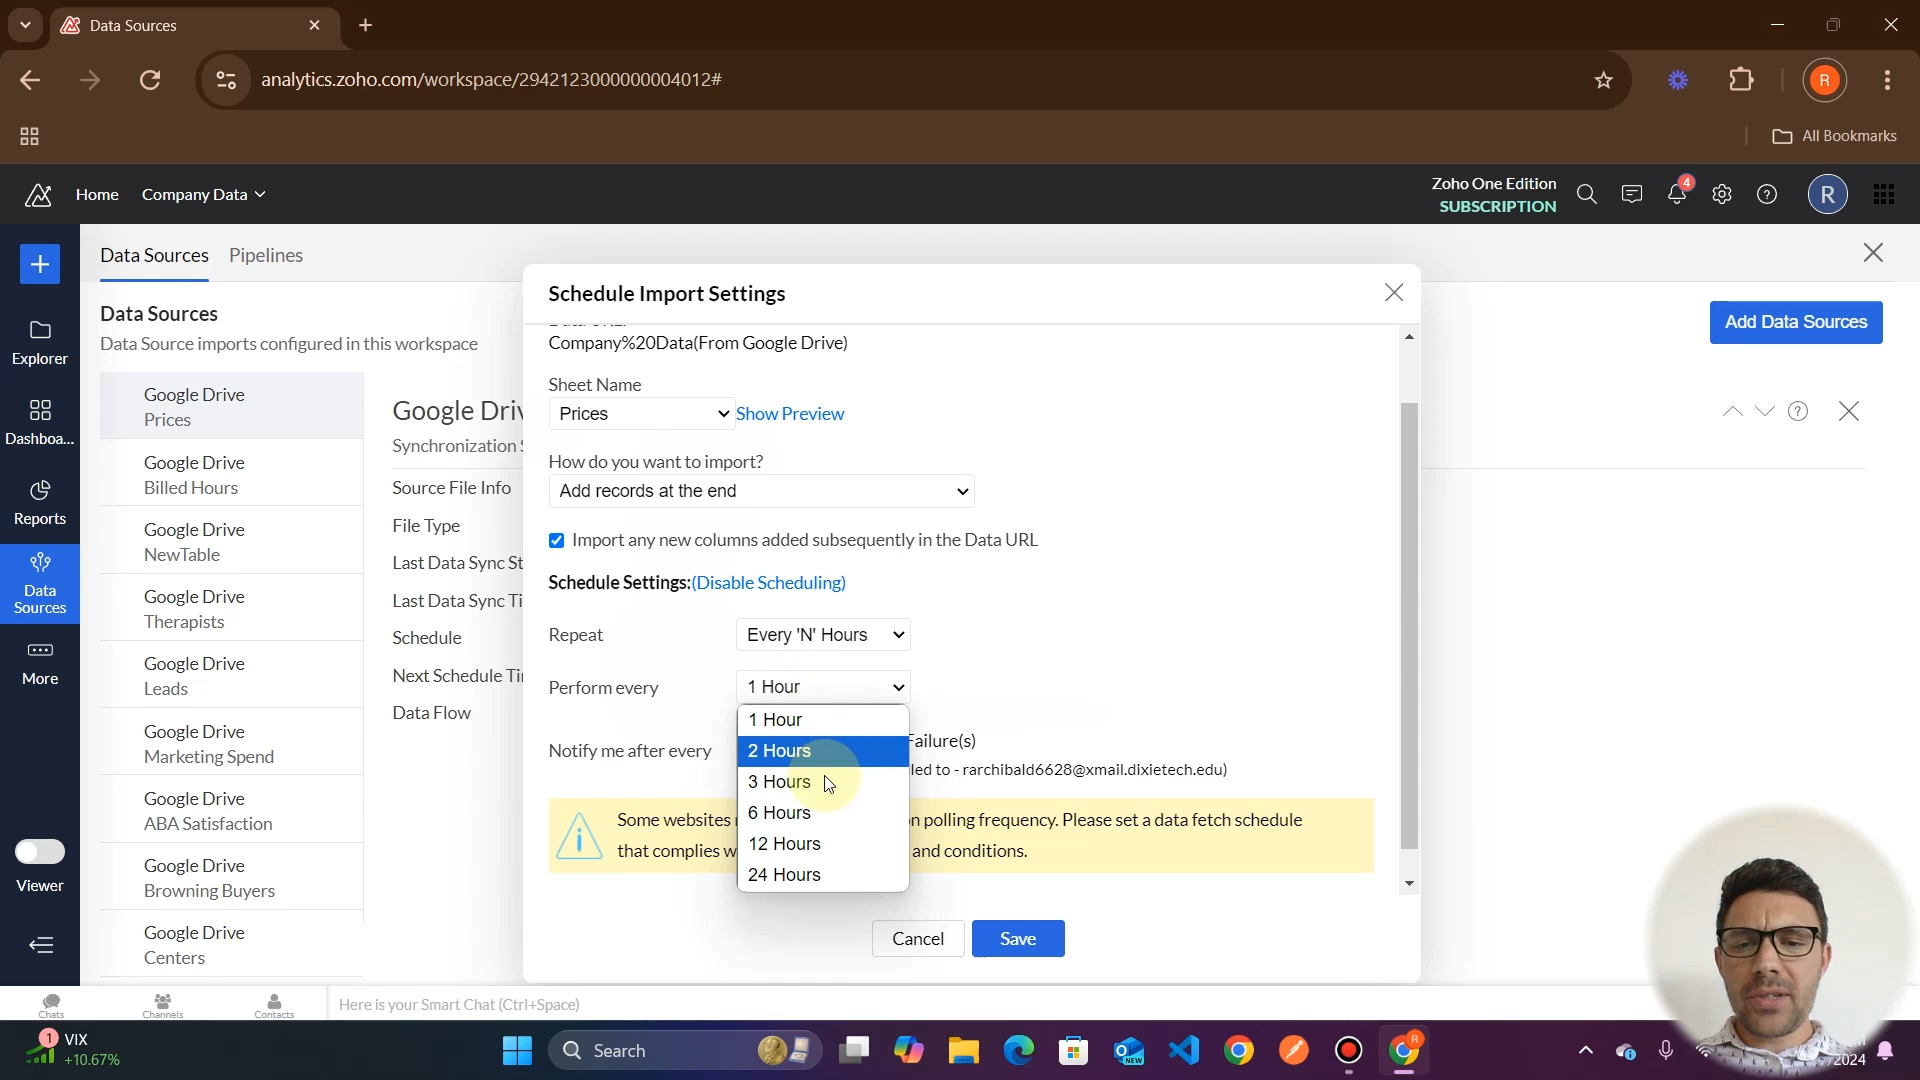 Data Sources
analytics.zoho.com/workspace/2942123000000004012#
R
All Bookmarks
Home
Company Data
Zoho One Edition
SUBSCRIPTION
4
R
Data Sources
Pipelines
Explorer
Dashboa...
Reports
Data
Sources
More
Viewer
Data Sources
Data Source imports configured in this workspace
Add Data Sources
Google Drive
Prices
Google Drive
Billed Hours
Google Drive
NewTable
Google Drive
Therapists
Google Drive
Leads
Google Drive
Marketing Spend
Google Drive
ABA Satisfaction
Google Drive
Browning Buyers
Google Drive
Centers
Google Driv
Synchronization S
Source File Info
File Type
Last Data Sync St
Last Data Sync Ti
Schedule
Next Schedule Ti
Data Flow
Schedule Import Settings
Company%20Data(From Google Drive)
Sheet Name
Prices
Show Preview
How do you want to import?
Add records at the end
Import any new columns added subsequently in the Data URL
Schedule Settings:(Disable Scheduling)
Repeat
Every 'N' Hours
Perform every
1 Hour
1 Hour
2 Hours
3 Hours
6 Hours
12 Hours
24 Hours
Notify me after every
Failure(s)
led to - rarchibald6628@xmail.dixietech.edu)
Some websites n polling frequency. Please set a data fetch schedule
that complies w and conditions.
Cancel
Save
Chats
Channels
Contacts
Here is your Smart Chat (Ctrl+Space)
1
VIX
+10.67%
Search
NEW
R
2024